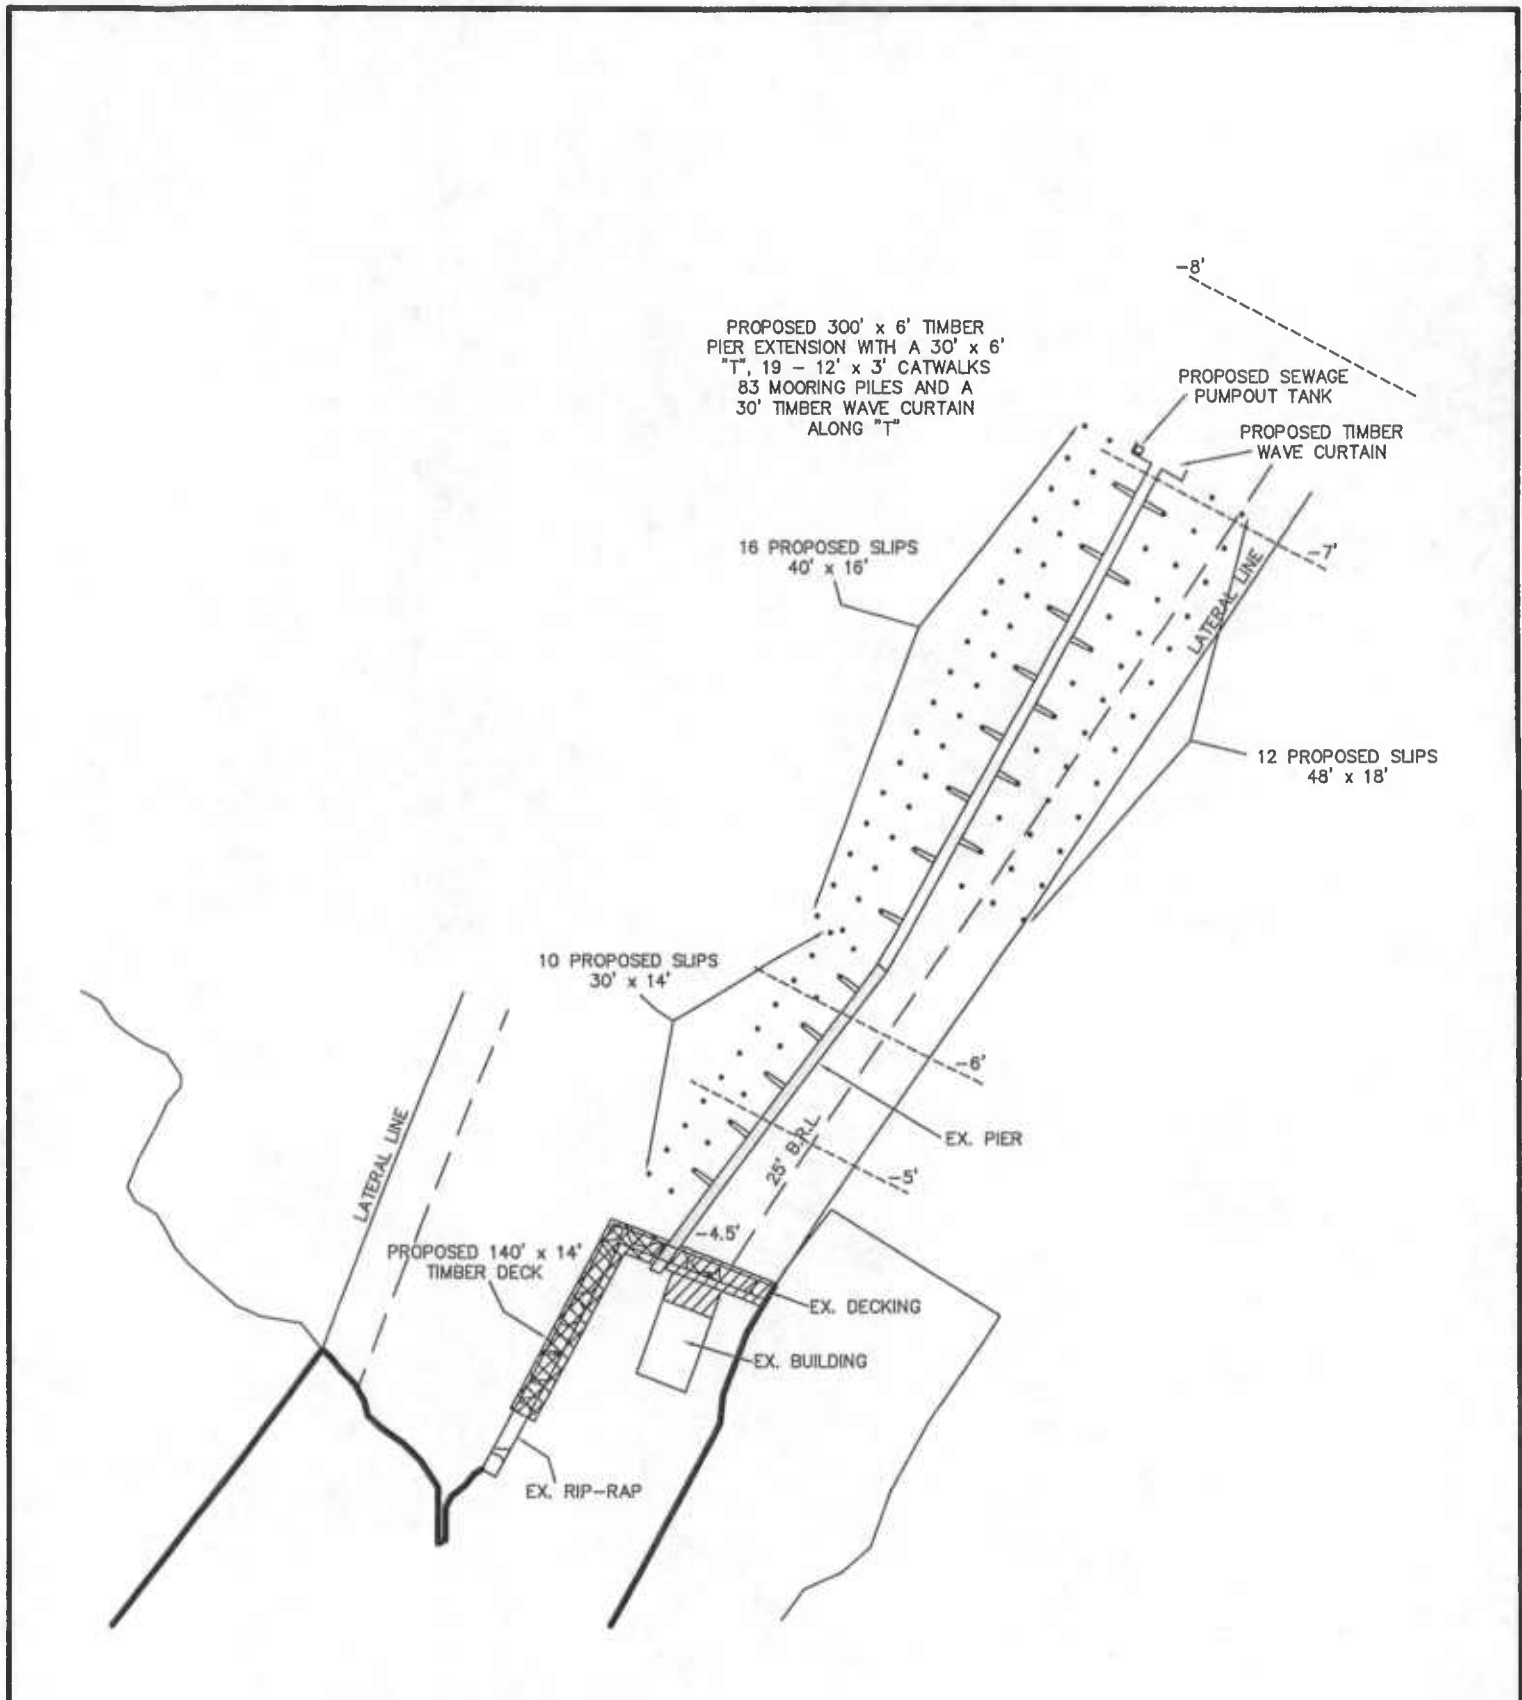 -8'
PROPOSED 300' x 6' TIMBER
PIER EXTENSION WITH A 30' x 6'
"T", 19 - 12' x 3' CATWALKS
83 MOORING PILES AND A
30' TIMBER WAVE CURTAIN
ALONG "T"
PROPOSED SEWAGE
PUMPOUT TANK
PROPOSED TIMBER
WAVE CURTAIN
16 PROPOSED SLIPS
40' x 16'
-7'
LATERAL LINE
12 PROPOSED SLIPS
48' x 18'
10 PROPOSED SLIPS
30' x 14'
-6'
EX. PIER
25' B.R.L.
-5'
LATERAL LINE
-4.5'
PROPOSED 140' x 14'
TIMBER DECK
EX. DECKING
EX. BUILDING
EX. RIP-RAP